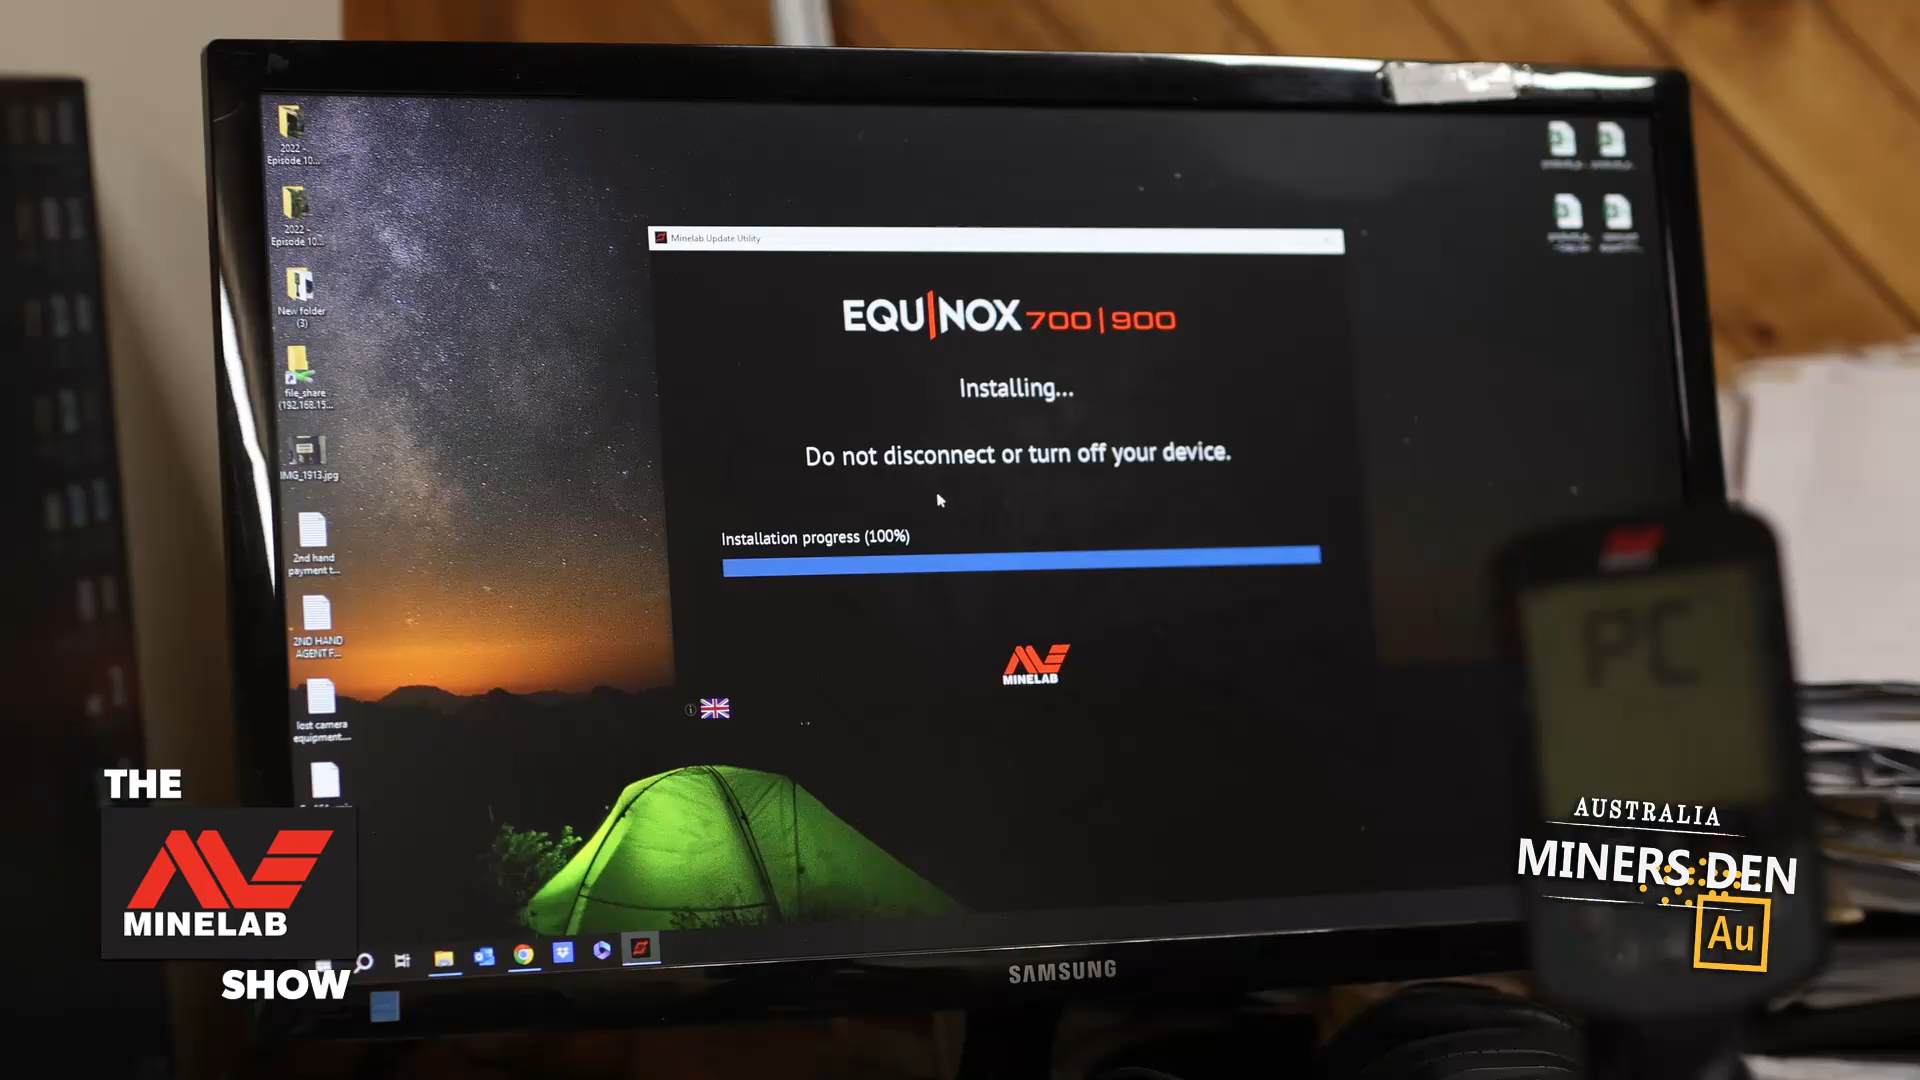 2022 -
Episode 10...
2022 -
Episode 10...
New folder
(3)
file_share
(192.168.15...
IMG_1913.jpg
2nd hand
payment t...
2ND HAND
AGENT F...
lost camera
equipment....
Minelab Update Utility
EQU|NOX 700|900
Installing...
Do not disconnect or turn off your device.
Installation progress (100%)
MINELAB
SAMSUNG
PC
THE
MINELAB
SHOW
AUSTRALIA
MINERS DEN
Au